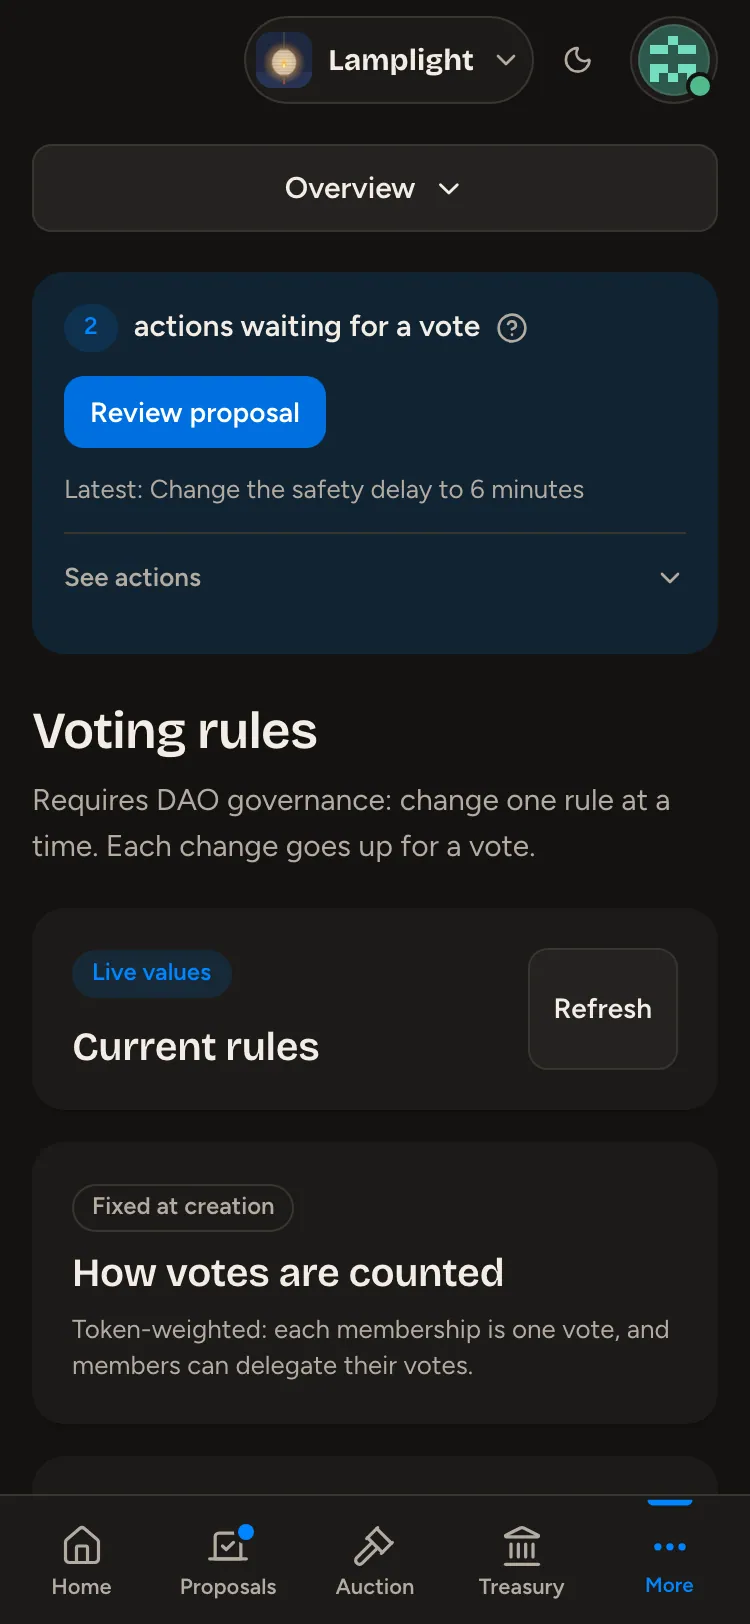 Lamplight
Overview
2 actions waiting for a vote ?
Review proposal
Latest: Change the safety delay to 6 minutes
See actions
Voting rules
Requires DAO governance: change one rule at a
time. Each change goes up for a vote.
Live values
Current rules
Refresh
Fixed at creation
How votes are counted
Token-weighted: each membership is one vote, and
members can delegate their votes.
Home
Proposals
Auction
Treasury
More